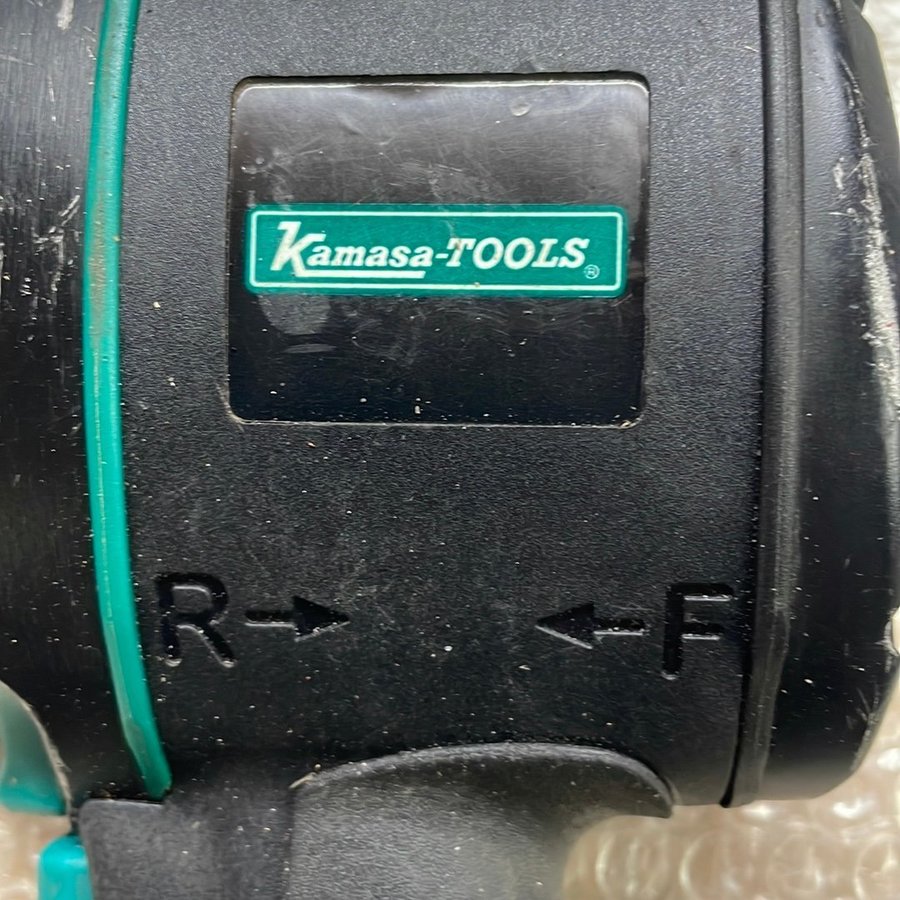 Kamasa-TOOLS®
R → ← F